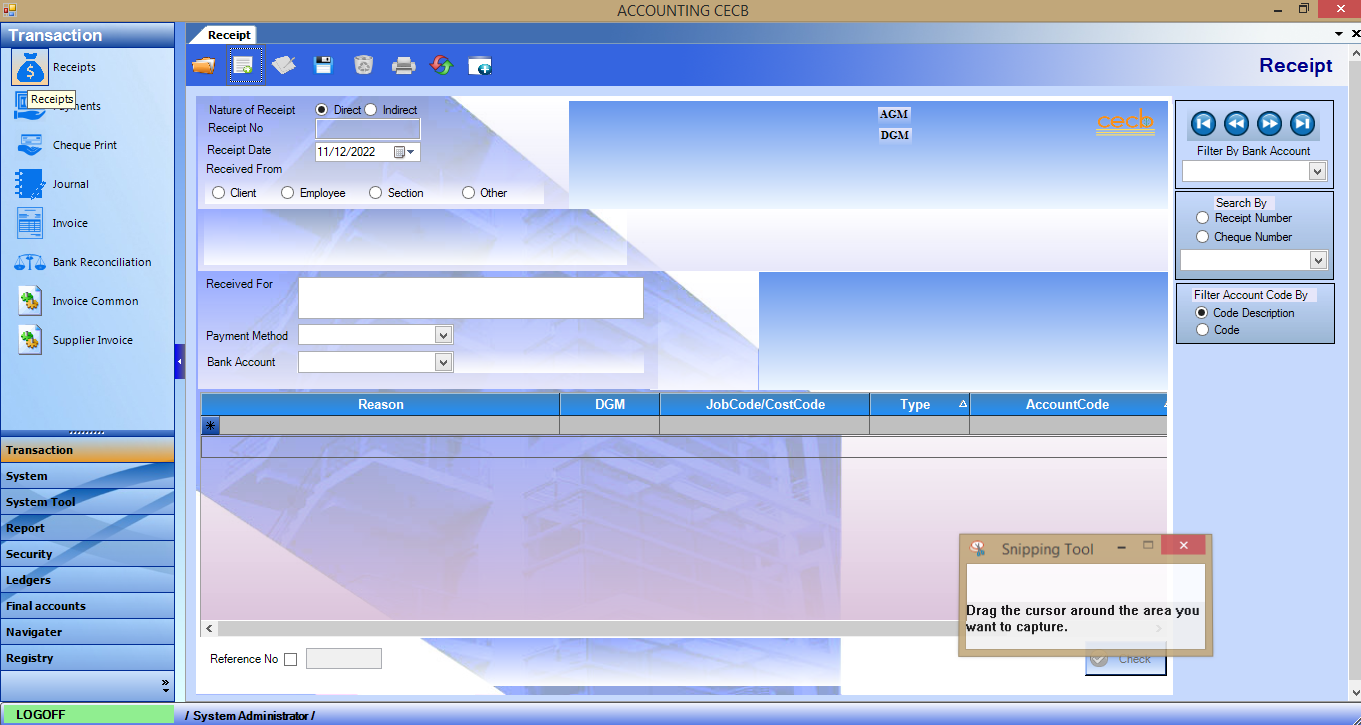 ACCOUNTING CECB
Transaction
Receipts
Receipts
Payments
Cheque Print
Journal
Invoice
Bank Reconciliation
Invoice Common
Supplier Invoice
Transaction
System
System Tool
Report
Security
Ledgers
Final accounts
Navigater
Registry
LOGOFF
/ System Administrator /
Receipt
Receipt
Nature of Receipt Direct Indirect
Receipt No
Receipt Date 11/12/2022
Received From
Client Employee Section Other
AGM
DGM
cecb
Received For
Payment Method
Bank Account
Reason DGM JobCode/CostCode Type AccountCode
Reference No
Check
Filter By Bank Account
Search By
Receipt Number
Cheque Number
Filter Account Code By
Code Description
Code
Snipping Tool
Drag the cursor around the area you
want to capture.